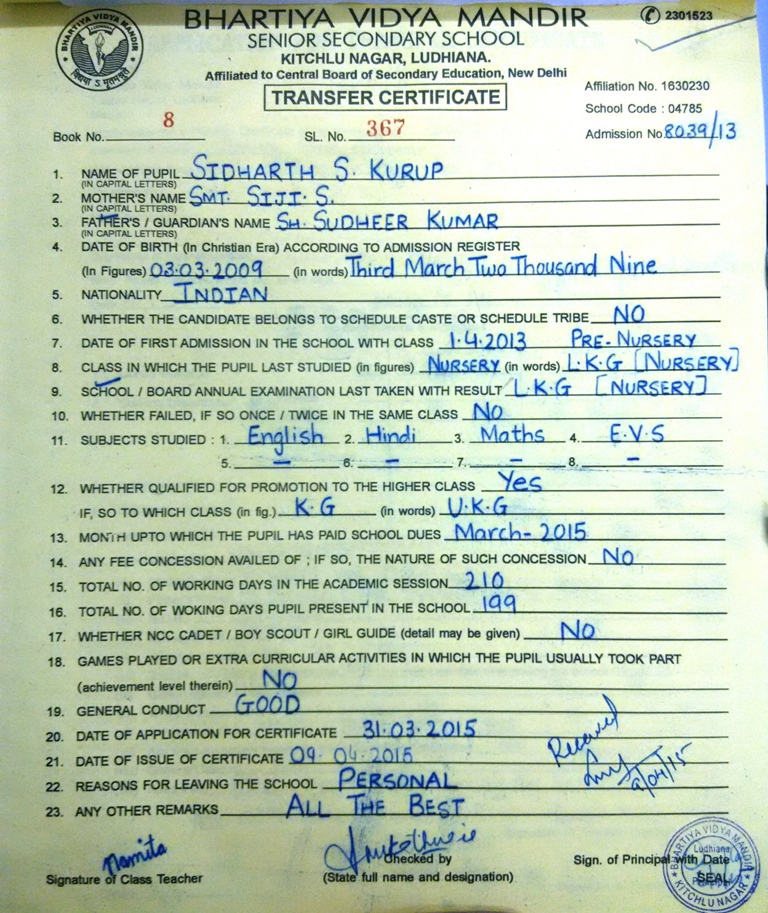 BHARTIYA VIDYA MANDIR
2301523
SENIOR SECONDARY SCHOOL
KITCHLU NAGAR, LUDHIANA.
Affiliated to Central Board of Secondary Education, New Delhi
Affiliation No. 1630230
TRANSFER CERTIFICATE
School Code : 04785
Book No. 8 SL. No. 367 Admission No. 8039/13
1. NAME OF PUPIL SIDHARTH S. KURUP
(IN CAPITAL LETTERS)
2. MOTHER'S NAME SMT. SIJI. S.
(IN CAPITAL LETTERS)
3. FATHER'S / GUARDIAN'S NAME SH. SUDHEER KUMAR
(IN CAPITAL LETTERS)
4. DATE OF BIRTH (In Christian Era) ACCORDING TO ADMISSION REGISTER
(In Figures) 03.03.2009 (in words) Third March Two Thousand Nine
5. NATIONALITY INDIAN
6. WHETHER THE CANDIDATE BELONGS TO SCHEDULE CASTE OR SCHEDULE TRIBE NO
7. DATE OF FIRST ADMISSION IN THE SCHOOL WITH CLASS 1.4.2013 PRE-NURSERY
8. CLASS IN WHICH THE PUPIL LAST STUDIED (in figures) NURSERY (in words) L.K.G [NURSERY]
9. SCHOOL / BOARD ANNUAL EXAMINATION LAST TAKEN WITH RESULT L.K.G [NURSERY]
10. WHETHER FAILED, IF SO ONCE / TWICE IN THE SAME CLASS NO
11. SUBJECTS STUDIED : 1. English 2. Hindi 3. Maths 4. E.V.S
5. – 6. – 7. – 8. –
12. WHETHER QUALIFIED FOR PROMOTION TO THE HIGHER CLASS Yes
IF, SO TO WHICH CLASS (in fig.) K.G (in words) U.K.G
13. MONTH UPTO WHICH THE PUPIL HAS PAID SCHOOL DUES March-2015
14. ANY FEE CONCESSION AVAILED OF ; IF SO, THE NATURE OF SUCH CONCESSION NO
15. TOTAL NO. OF WORKING DAYS IN THE ACADEMIC SESSION 210
16. TOTAL NO. OF WOKING DAYS PUPIL PRESENT IN THE SCHOOL 199
17. WHETHER NCC CADET / BOY SCOUT / GIRL GUIDE (detail may be given) NO
18. GAMES PLAYED OR EXTRA CURRICULAR ACTIVITIES IN WHICH THE PUPIL USUALLY TOOK PART
(achievement level therein) NO
19. GENERAL CONDUCT GOOD
20. DATE OF APPLICATION FOR CERTIFICATE 31.03.2015
21. DATE OF ISSUE OF CERTIFICATE 09.04.2015
Received
9/04/15
22. REASONS FOR LEAVING THE SCHOOL PERSONAL
23. ANY OTHER REMARKS ALL THE BEST
Namita
Signature of Class Teacher
Checked by
(State full name and designation)
Sign. of Principal with Date
SEAL
BHARTIYA VIDYA MANDIR
Ludhiana
Principal
KITCHLU NAGAR